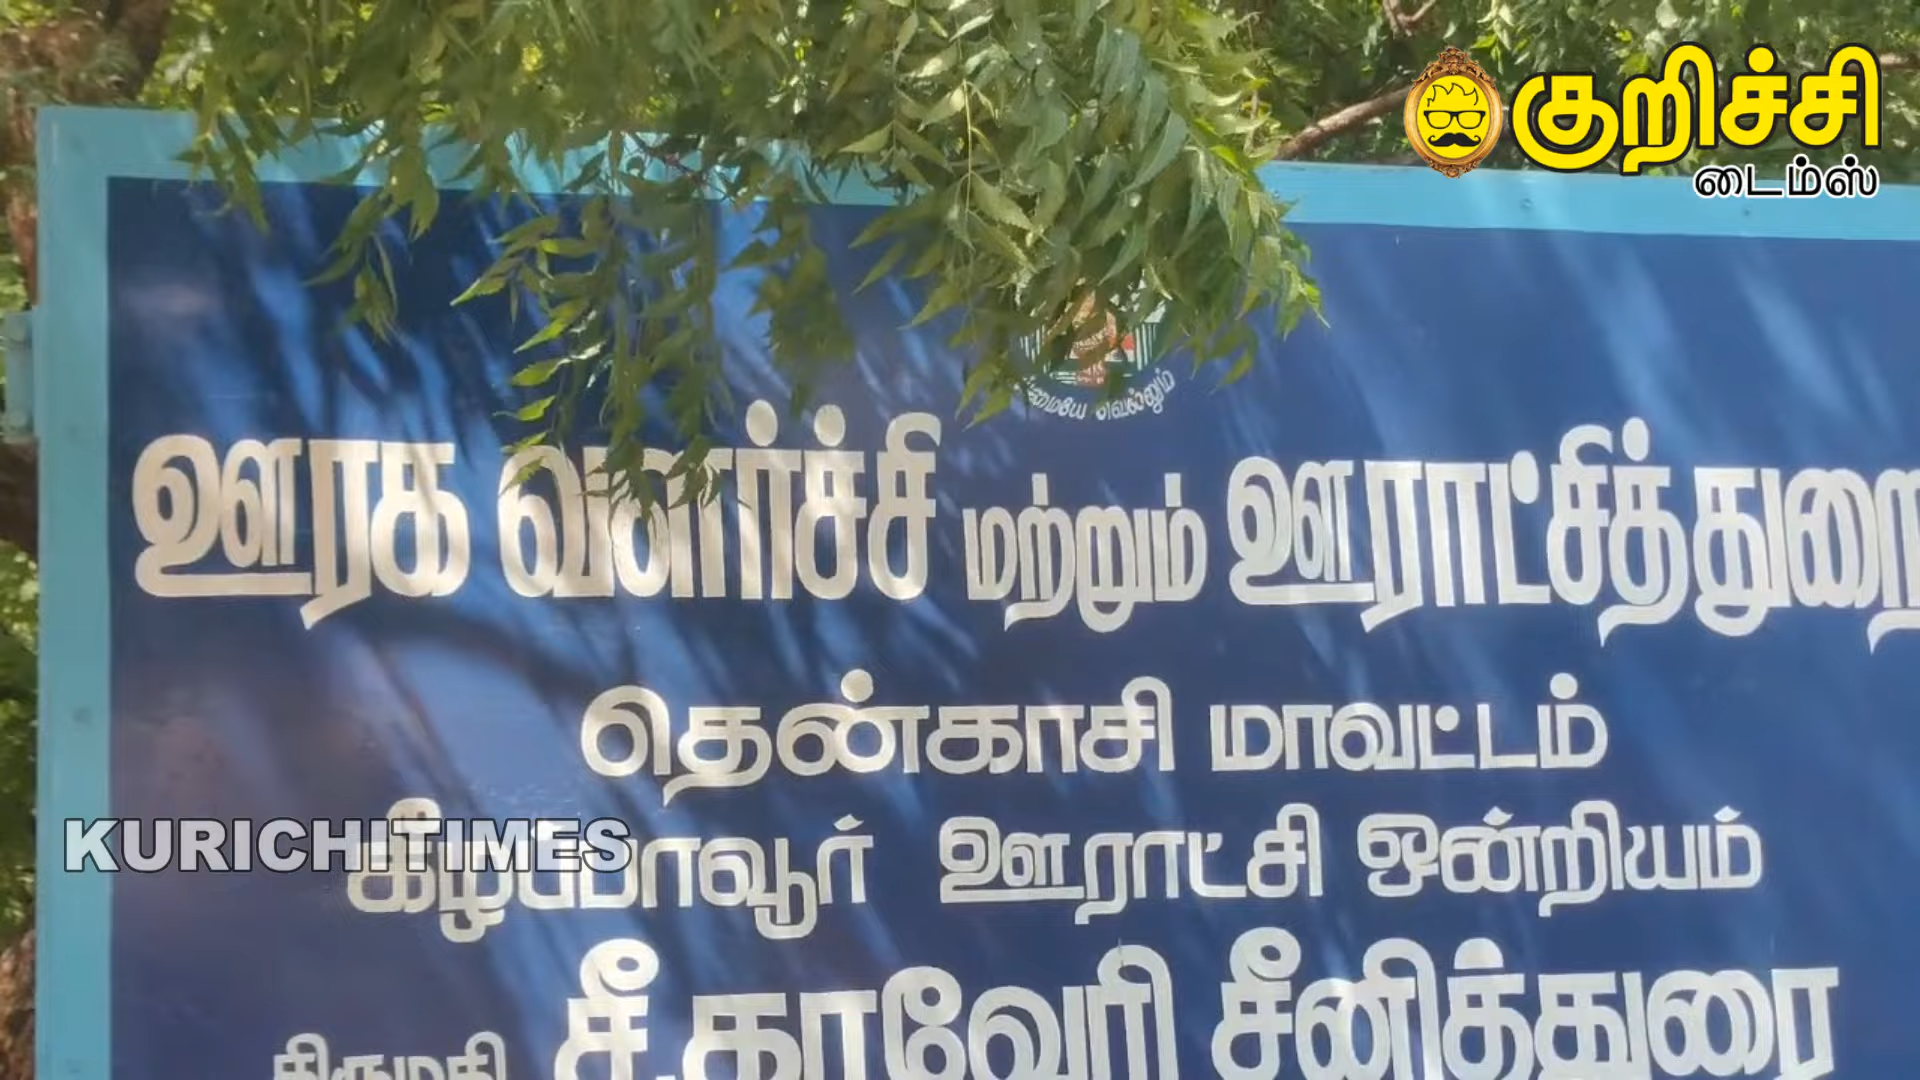 குறிச்சி
டைம்ஸ்
வெல்லும்
ஊரக வளர்ச்சி மற்றும் ஊராட்சித்துறை
தென்காசி மாவட்டம்
KURICHITIMES
கீழப்பாவூர் ஊராட்சி ஒன்றியம்
திருமதி சீ.காவேரி சீனித்துரை